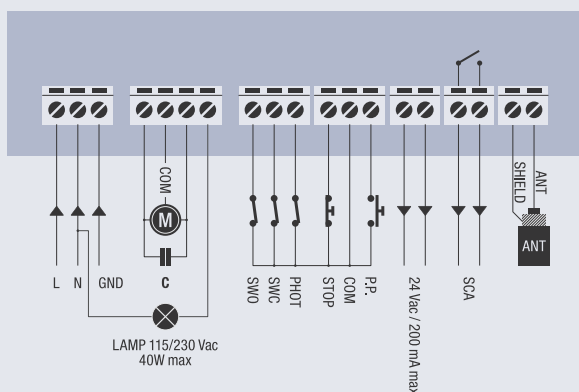 COM
SHIELD
ANT
M
ANT
L N GND
C
SWO
SWC
PHOT
STOP
COM
P.P.
24 Vac / 200 mA max
SCA
LAMP 115/230 Vac
40W max